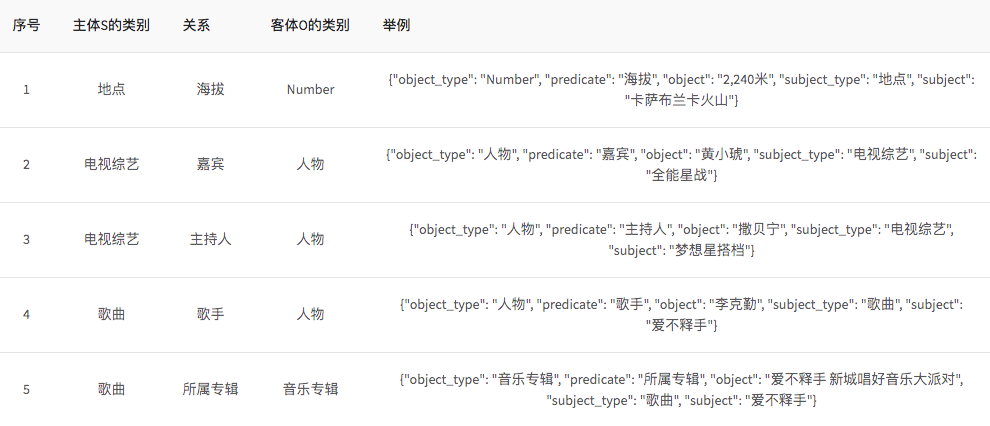 序号 主体S的类别 关系 客体O的类别 举例
1 地点 海拔 Number {"object_type": "Number", "predicate": "海拔", "object": "2,240米", "subject_type": "地点", "subject":
"卡萨布兰卡火山"}
2 电视综艺 嘉宾 人物 {"object_type": "人物", "predicate": "嘉宾", "object": "黄小琥", "subject_type": "电视综艺", "subject":
"全能星战"}
3 电视综艺 主持人 人物 {"object_type": "人物", "predicate": "主持人", "object": "撒贝宁", "subject_type": "电视综艺",
"subject": "梦想星搭档"}
4 歌曲 歌手 人物 {"object_type": "人物", "predicate": "歌手", "object": "李克勤", "subject_type": "歌曲", "subject":
"爱不释手"}
5 歌曲 所属专辑 音乐专辑 {"object_type": "音乐专辑", "predicate": "所属专辑", "object": "爱不释手 新城唱好音乐大派对",
"subject_type": "歌曲", "subject": "爱不释手"}